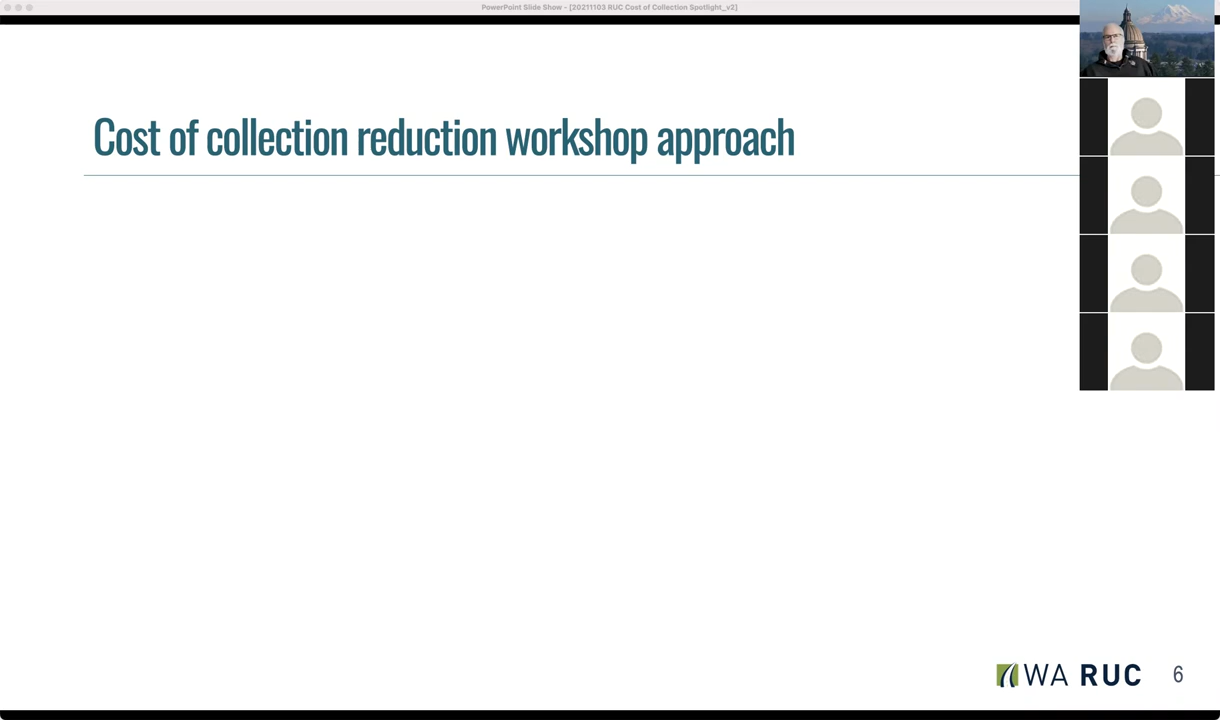 PowerPoint Slide Show - [20211103 RUC Cost of Collection Spotlight_v2]
Cost of collection reduction workshop approach
WA RUC
6